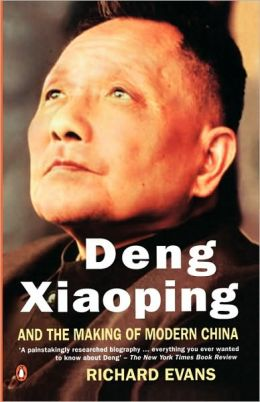 Deng
Xiaoping
AND THE MAKING OF MODERN CHINA
'A painstakingly researched biography ... everything you ever wanted
to know about Deng' – The New York Times Book Review
RICHARD EVANS